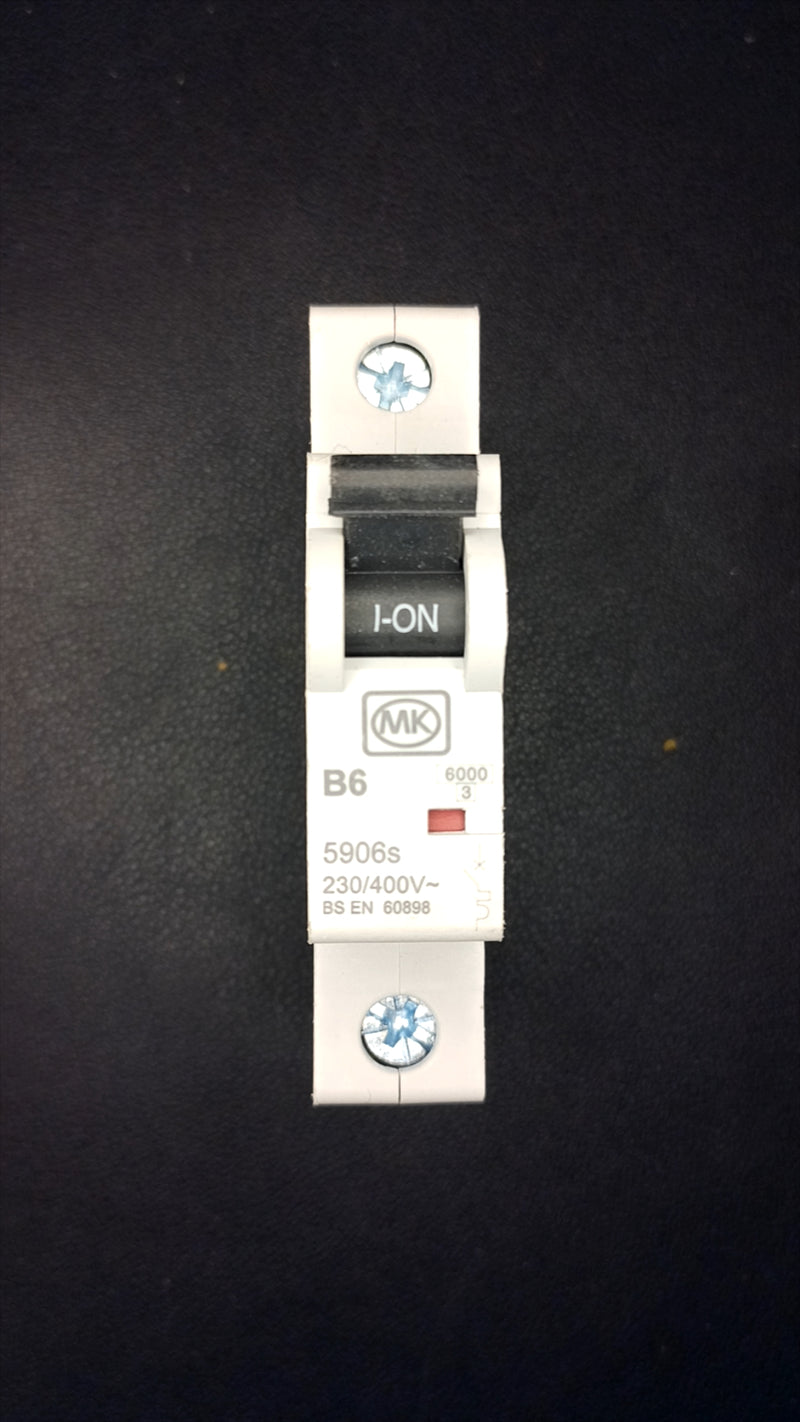 I-ON
MK
B6
6000
3
5906s
230/400V~
BS EN 60898